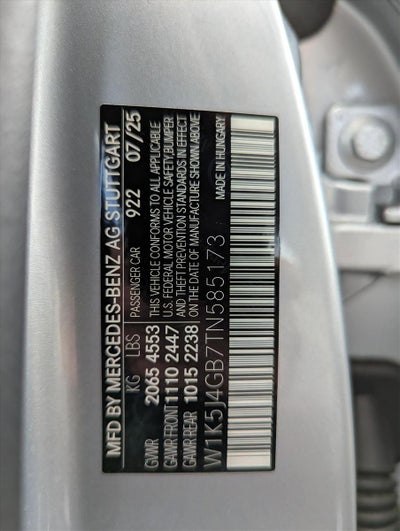 MFD BY MERCEDES-BENZ AG STUTTGART
PASSENGER CAR 922 07/25
KG LBS
GVWR 2065 4553
GAWR FRONT 1110 2447
GAWR REAR 1015 2238
THIS VEHICLE CONFORMS TO ALL APPLICABLE
U.S. FEDERAL MOTOR VEHICLE SAFETY,BUMPER
AND THEFT PREVENTION STANDARDS IN EFFECT
ON THE DATE OF MANUFACTURE SHOWN ABOVE
W1K5J4GB7TN585173
MADE IN HUNGARY